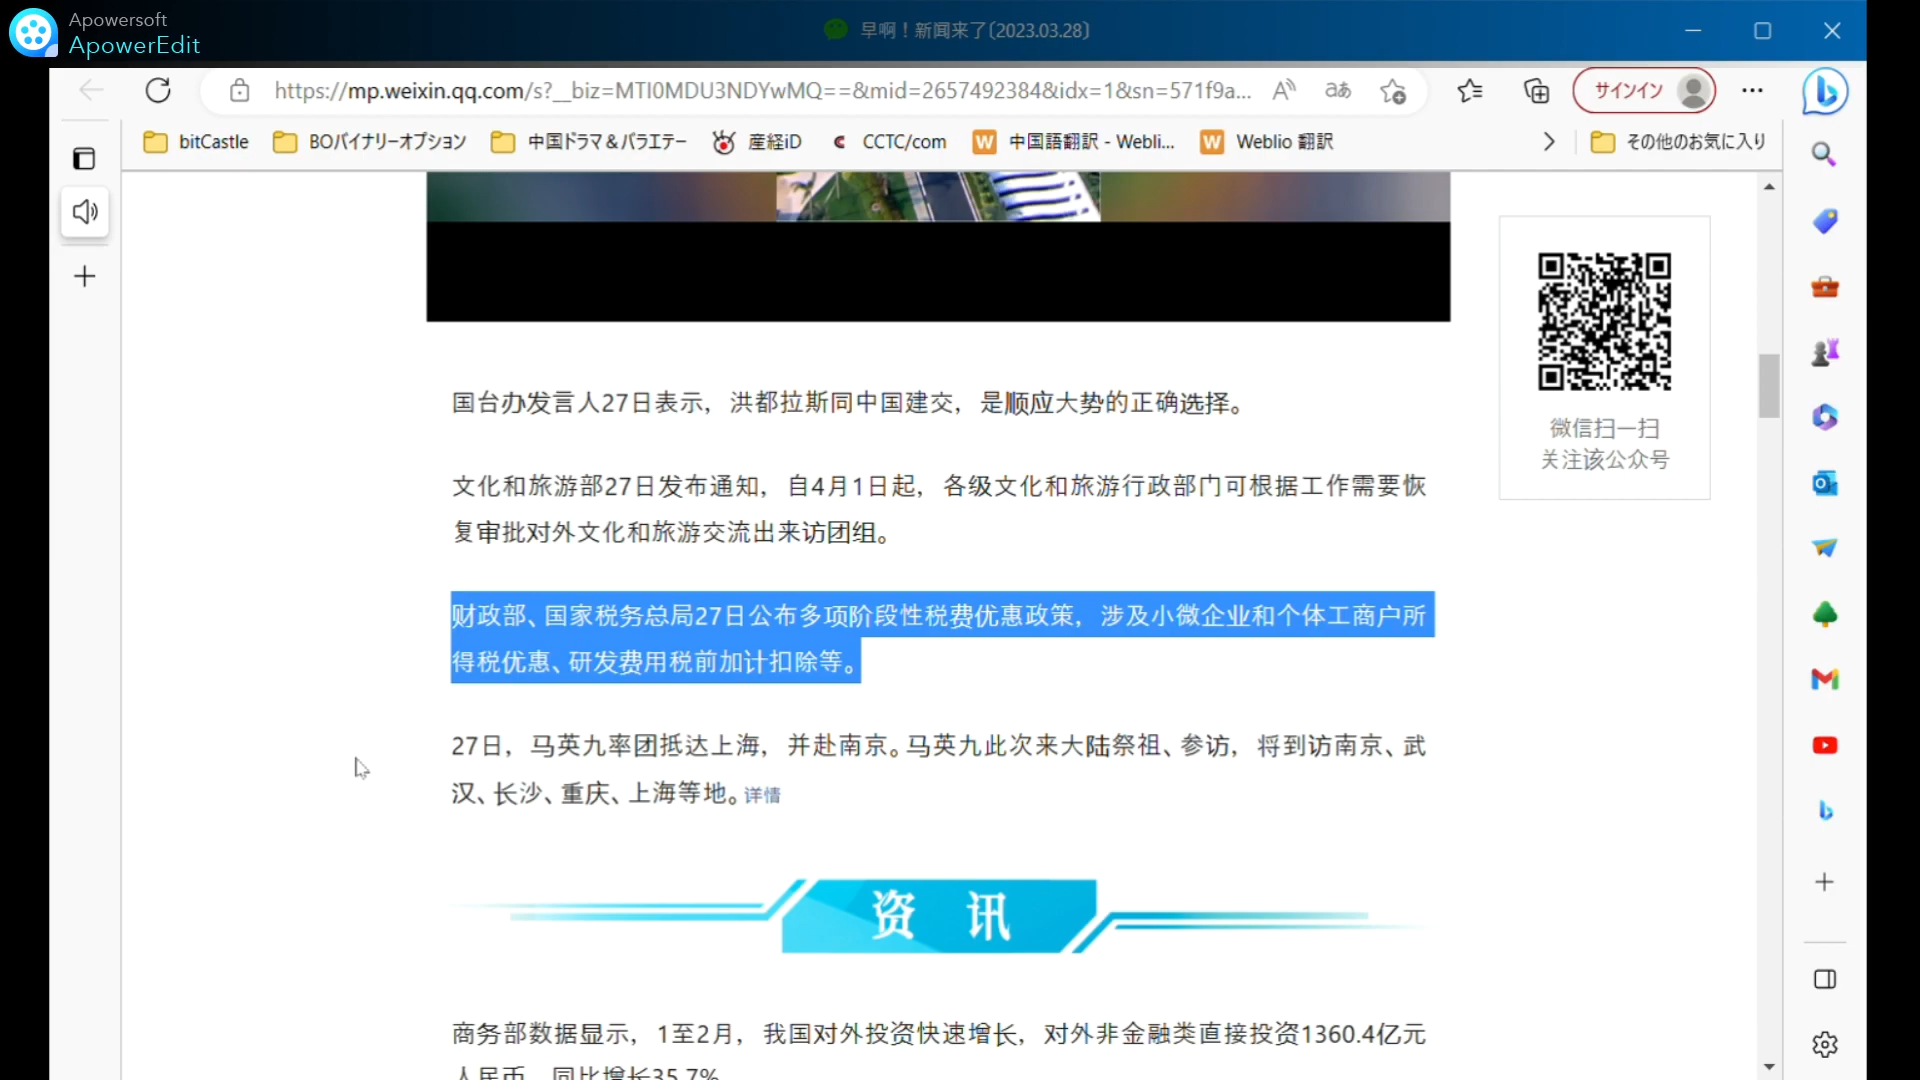 Apowersoft
ApowerEdit
早啊！新闻来了〔2023.03.28〕
https://mp.weixin.qq.com/s?__biz=MTI0MDU3NDYwMQ==&mid=2657492384&idx=1&sn=571f9a...
サインイン
bitCastle
BOバイナリーオプション
中国ドラマ＆バラエテー
産経iD
CCTC/com
中国語翻訳 - Webli...
Weblio 翻訳
その他のお気に入り
国台办发言人27日表示，洪都拉斯同中国建交，是顺应大势的正确选择。
文化和旅游部27日发布通知，自4月1日起，各级文化和旅游行政部门可根据工作需要恢
复审批对外文化和旅游交流出来访团组。
财政部、国家税务总局27日公布多项阶段性税费优惠政策，涉及小微企业和个体工商户所
得税优惠、研发费用税前加计扣除等。
27日，马英九率团抵达上海，并赴南京。马英九此次来大陆祭祖、参访，将到访南京、武
汉、长沙、重庆、上海等地。详情
微信扫一扫
关注该公众号
资 讯
商务部数据显示，1至2月，我国对外投资快速增长，对外非金融类直接投资1360.4亿元
人民币，同比增长35.7%